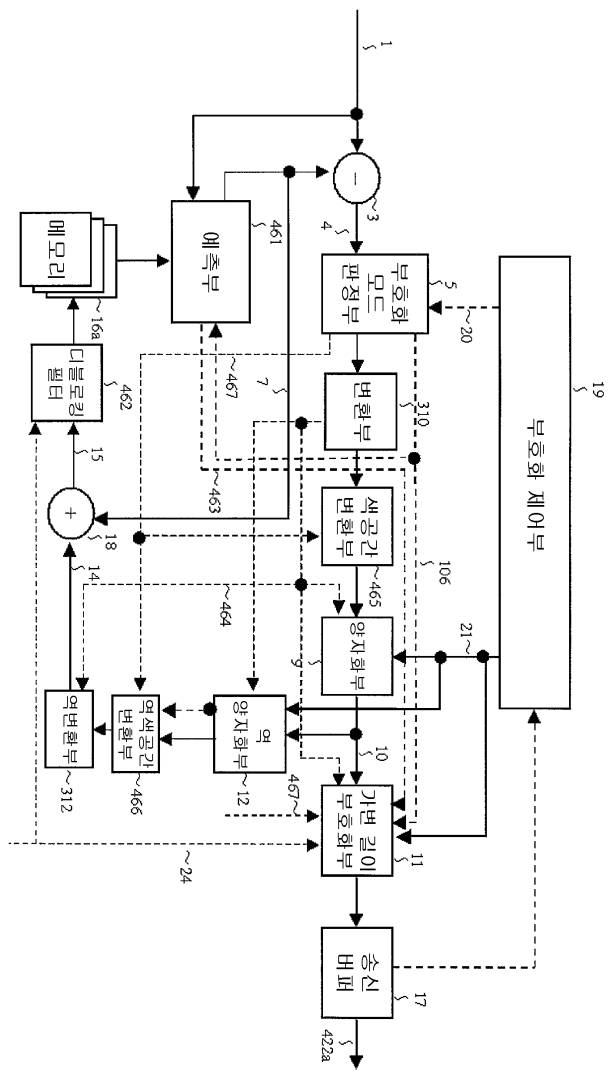 19
부호화 제어부
20
21
17
송신
버퍼
422a
106
5
부호화
모드
판정부
310
변환부
색공간
변환부
465
양자화부
9
10
가변 길이
부호화부
11
1
3
-
4
7
461
예측부
467
463
464
역
양자화부
12
467
역색공간
변환부
466
역변환부
312
24
14
18
+
15
462
디블로킹
필터
16a
메모리